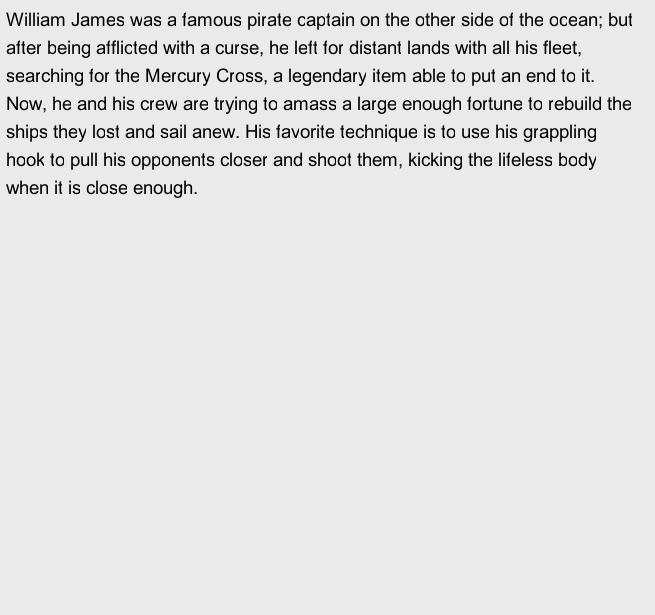 William James was a famous pirate captain on the other side of the ocean; but
after being afflicted with a curse, he left for distant lands with all his fleet,
searching for the Mercury Cross, a legendary item able to put an end to it.
Now, he and his crew are trying to amass a large enough fortune to rebuild the
ships they lost and sail anew. His favorite technique is to use his grappling
hook to pull his opponents closer and shoot them, kicking the lifeless body
when it is close enough.